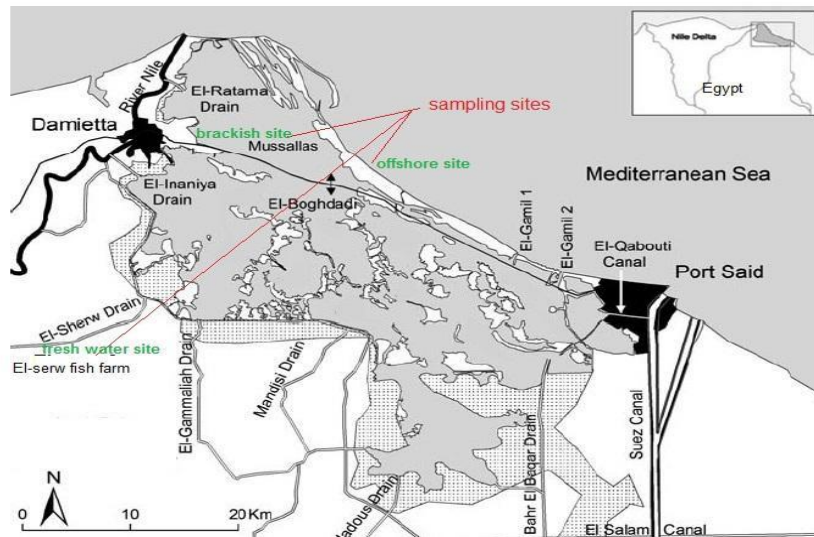 Nile Delta
Egypt
River Nile
El-Ratama
Drain
sampling sites
Damietta
brackish site
Mussallas
offshore site
Mediterranean Sea
El-Inaniya
Drain
El-Boghdadi
El-Gamil 1
El-Gamil 2
El-Qabouti
Canal
Port Said
El-Sherw Drain
fresh water site
El-serw fish farm
El-Gammaliah Drain
Mandisi Drain
Suez Canal
Bahr El Baqar Drain
N
0 10 20 Km
Drain
El Salam Canal